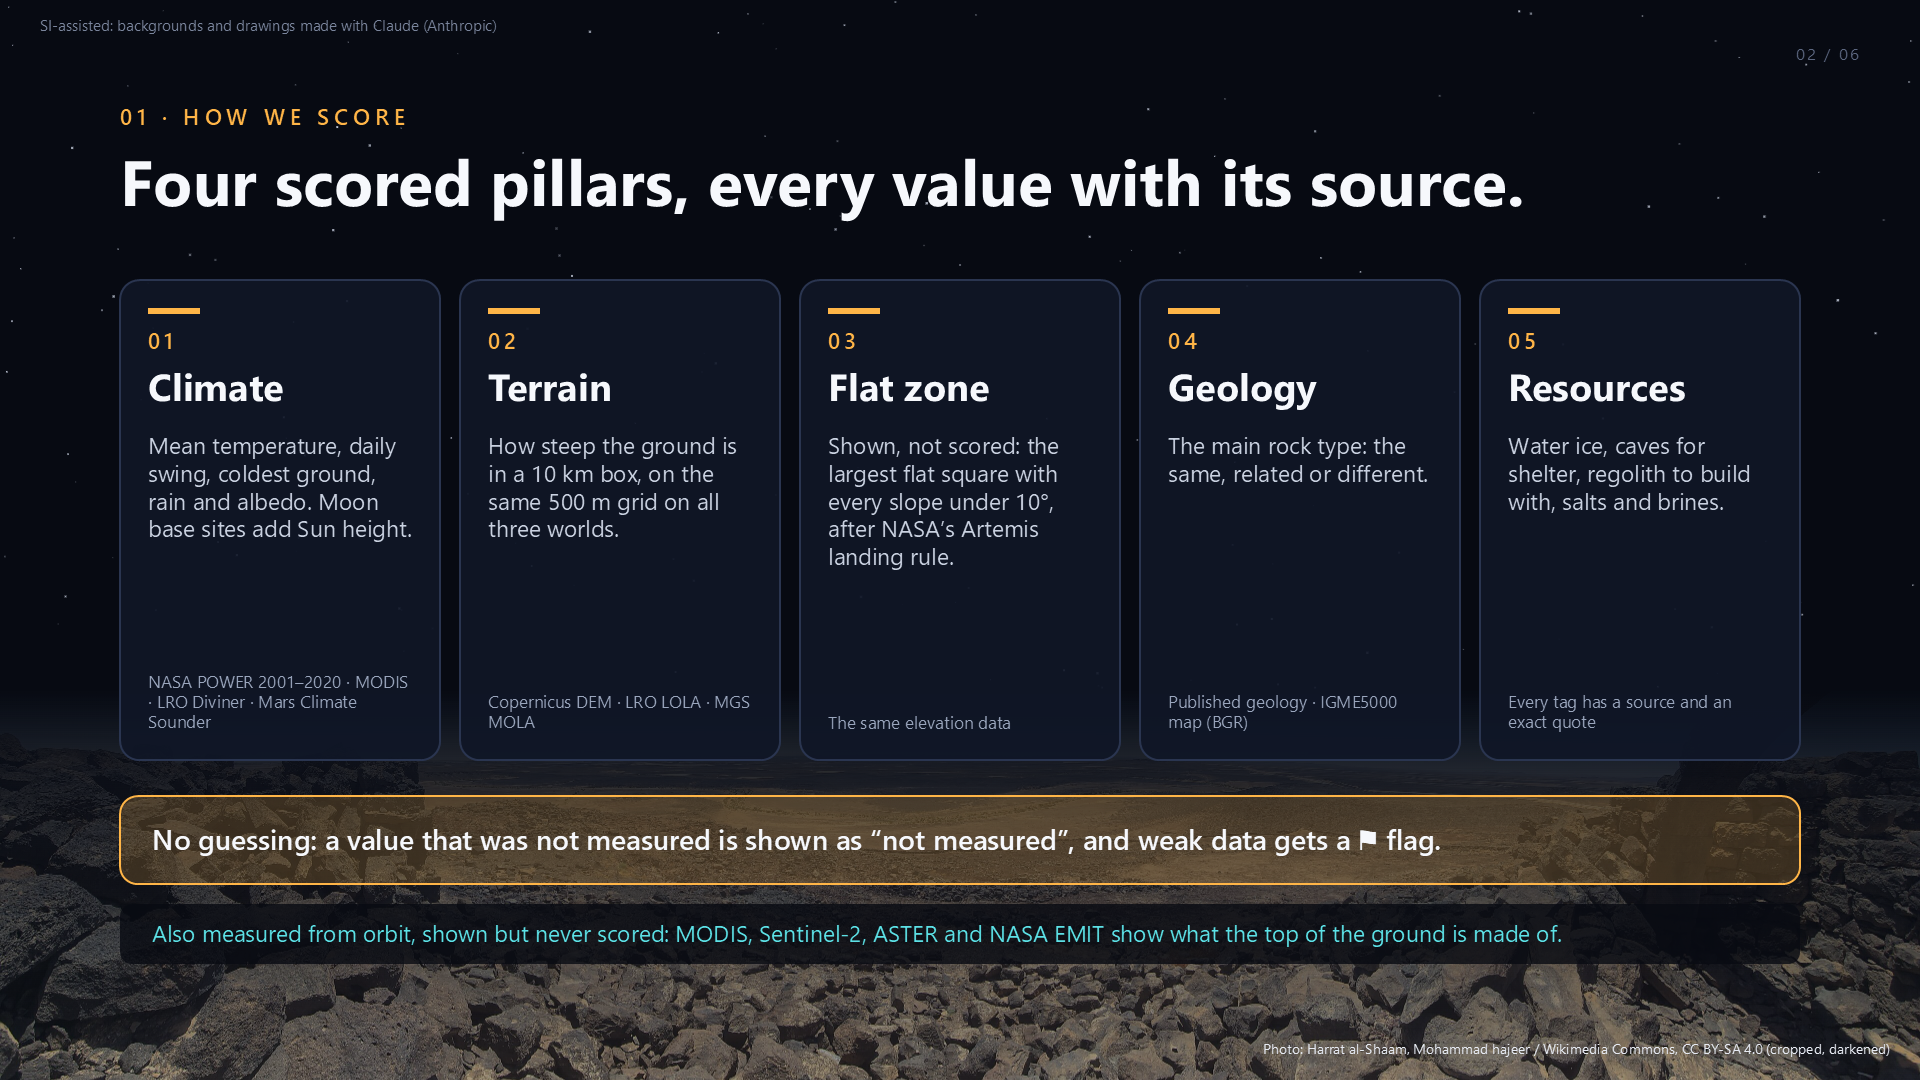 SI-assisted: backgrounds and drawings made with Claude (Anthropic)
02 / 06
01 · HOW WE SCORE
Four scored pillars, every value with its source.
01
Climate
Mean temperature, daily
swing, coldest ground,
rain and albedo. Moon
base sites add Sun height.
NASA POWER 2001–2020 · MODIS
· LRO Diviner · Mars Climate
Sounder
02
Terrain
How steep the ground is
in a 10 km box, on the
same 500 m grid on all
three worlds.
Copernicus DEM · LRO LOLA · MGS
MOLA
03
Flat zone
Shown, not scored: the
largest flat square with
every slope under 10°,
after NASA’s Artemis
landing rule.
The same elevation data
04
Geology
The main rock type: the
same, related or different.
Published geology · IGME5000
map (BGR)
05
Resources
Water ice, caves for
shelter, regolith to build
with, salts and brines.
Every tag has a source and an
exact quote
No guessing: a value that was not measured is shown as “not measured”, and weak data gets a ⚑ flag.
Also measured from orbit, shown but never scored: MODIS, Sentinel-2, ASTER and NASA EMIT show what the top of the ground is made of.
Photo: Harrat al-Shaam, Mohammad hajeer / Wikimedia Commons, CC BY-SA 4.0 (cropped, darkened)